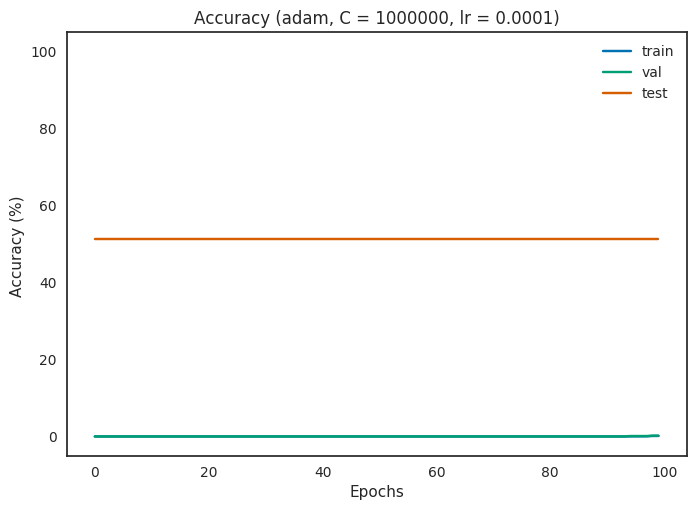 Accuracy (adam, C = 1000000, lr = 0.0001)
train
val
test
100
80
60
40
20
0
Accuracy (%)
0 20 40 60 80 100
Epochs